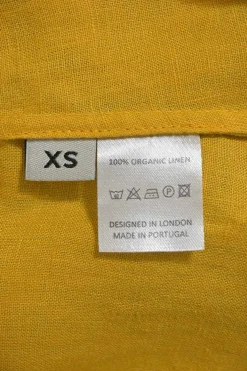 XS
100% ORGANIC LINEN
DESIGNED IN LONDON
MADE IN PORTUGAL